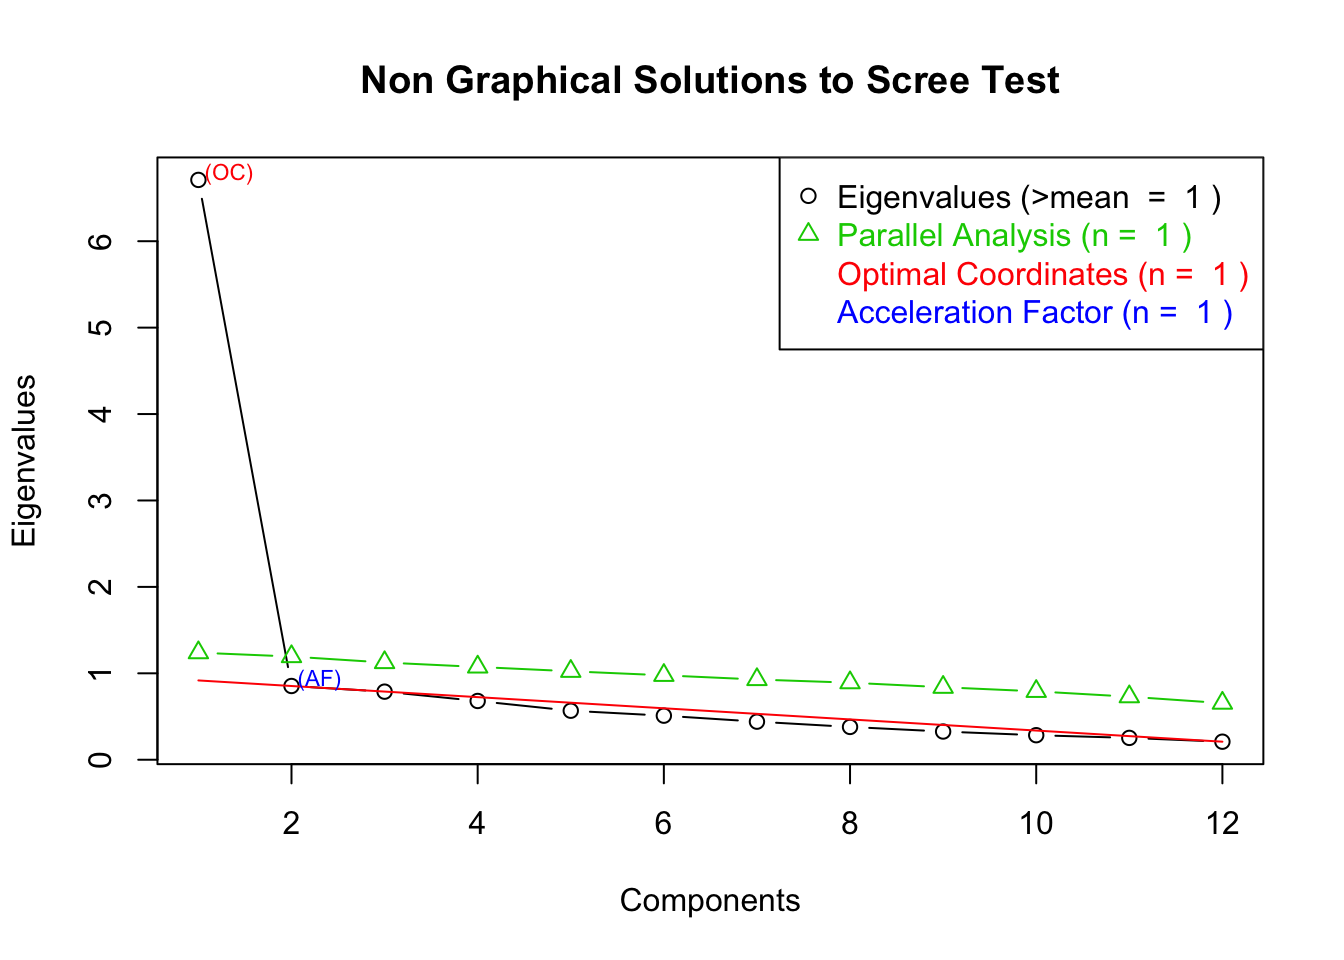 Non Graphical Solutions to Scree Test
(OC)
Eigenvalues (>mean  =  1 )
Parallel Analysis (n =  1 )
Optimal Coordinates (n =  1 )
Acceleration Factor (n =  1 )
6
5
4
3
2
1
0
Eigenvalues
(AF)
2 4 6 8 10 12
Components